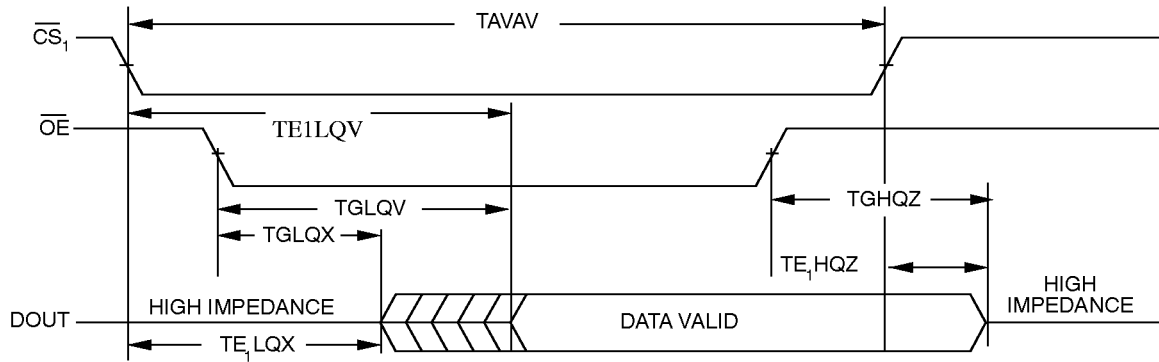 TAVAV
CS1
TE1LQV
OE
TGLQV
TGHQZ
TGLQX
TE1HQZ
HIGH IMPEDANCE
HIGH
IMPEDANCE
DOUT
DATA VALID
TE1LQX